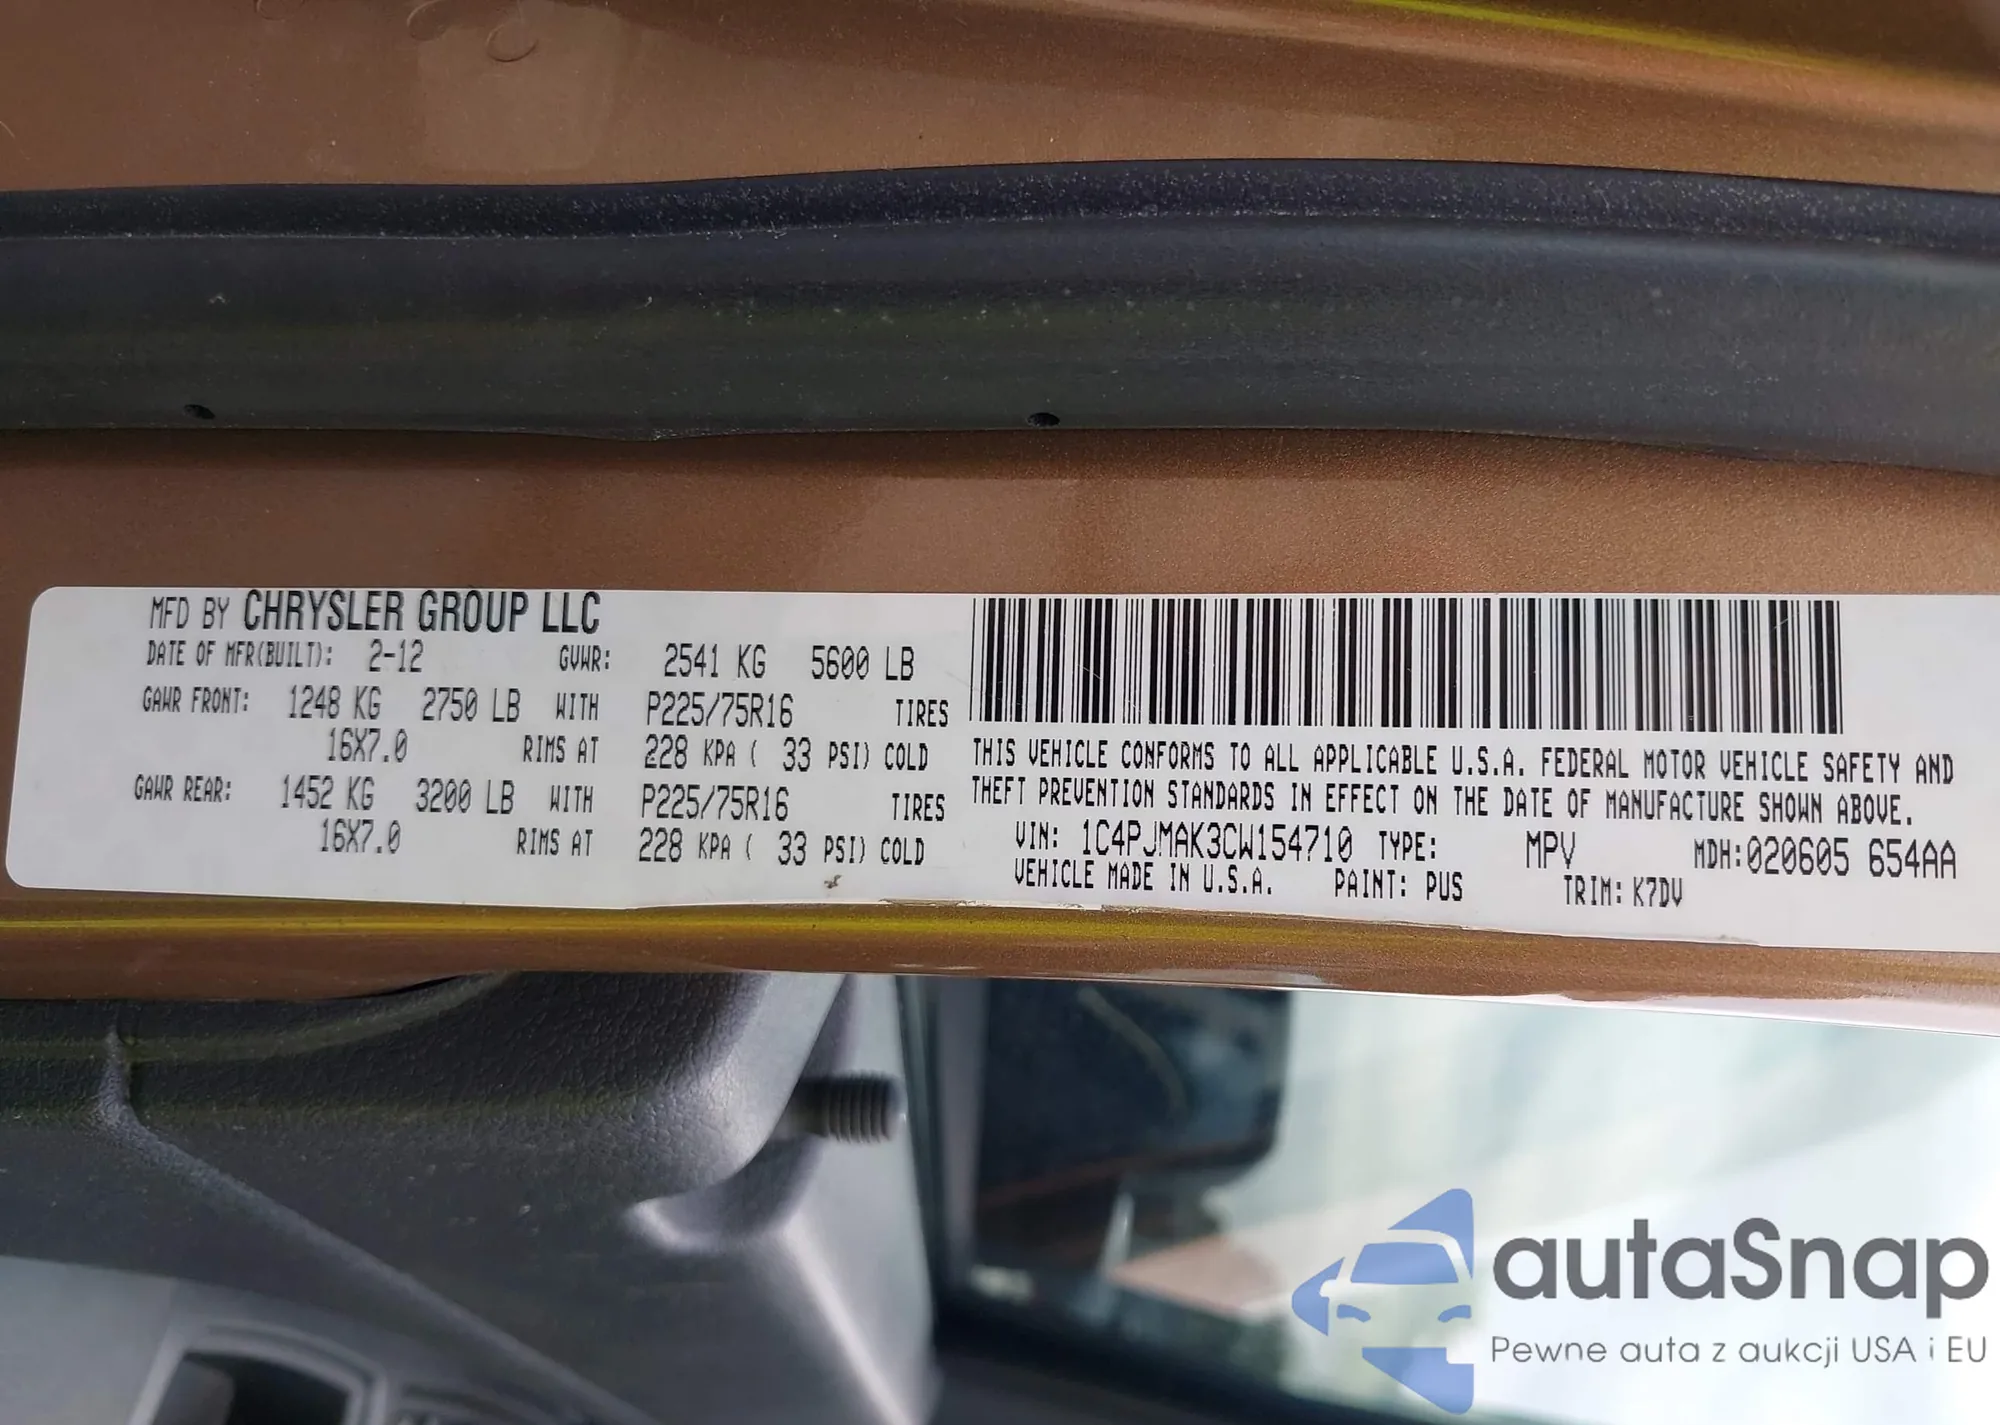 MFD BY CHRYSLER GROUP LLC
DATE OF MFR(BUILT): 2-12 GVWR: 2541 KG 5600 LB
GAWR FRONT: 1248 KG 2750 LB WITH P225/75R16 TIRES
16X7.0 RIMS AT 228 KPA ( 33 PSI) COLD
GAWR REAR: 1452 KG 3200 LB WITH P225/75R16 TIRES
16X7.0 RIMS AT 228 KPA ( 33 PSI) COLD
THIS VEHICLE CONFORMS TO ALL APPLICABLE U.S.A. FEDERAL MOTOR VEHICLE SAFETY AND
THEFT PREVENTION STANDARDS IN EFFECT ON THE DATE OF MANUFACTURE SHOWN ABOVE.
VIN: 1C4PJMAK3CW154710 TYPE: MPV MDH:020605 654AA
VEHICLE MADE IN U.S.A. PAINT: PUS TRIM: K7DV
autaSnap
Pewne auta z aukcji USA i EU